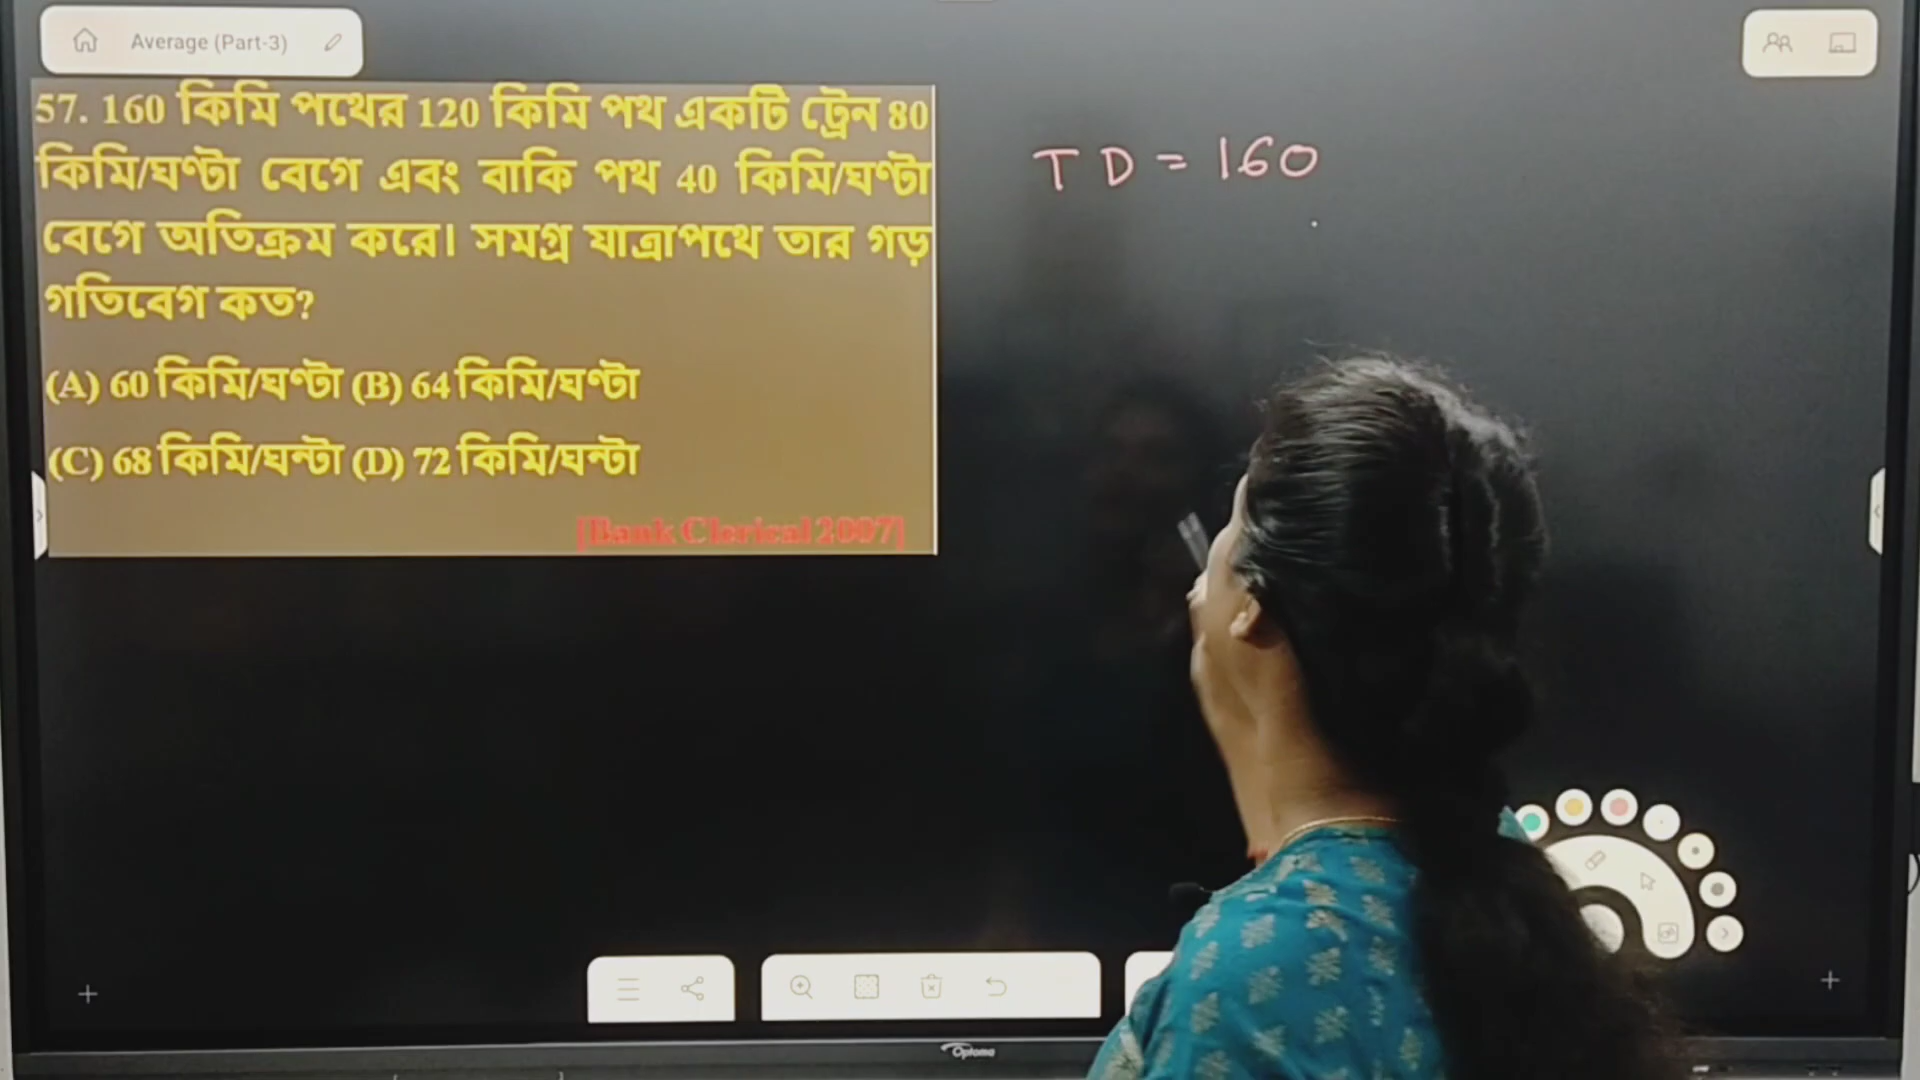 Average (Part-3)
57. 160 কিমি পথের 120 কিমি পথ একটি ট্রেন 80
কিমি/ঘণ্টা বেগে এবং বাকি পথ 40 কিমি/ঘণ্টা
বেগে অতিক্রম করে। সমগ্র যাত্রাপথে তার গড়
গতিবেগ কত?
(A) 60 কিমি/ঘণ্টা (B) 64 কিমি/ঘণ্টা
(C) 68 কিমি/ঘন্টা (D) 72 কিমি/ঘন্টা
[Bank Clerical 2007]
T D = 160
Optoma